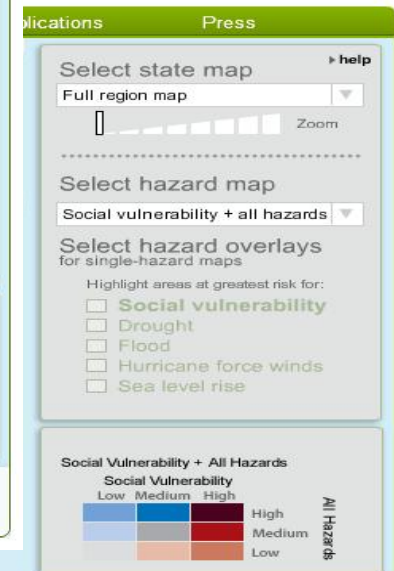 Press
help
Select state map
Full region map
Zoom
Select hazard map
Social vulnerability + all hazards
Select hazard overlays
for single-hazard maps
Highlight areas at greatest risk for:
Social vulnerability
Drought
Flood
Hurricane force winds
Sea level rise
Social Vulnerability + All Hazards
Social Vulnerability
Low Medium High
High
Medium
Low
All Hazards